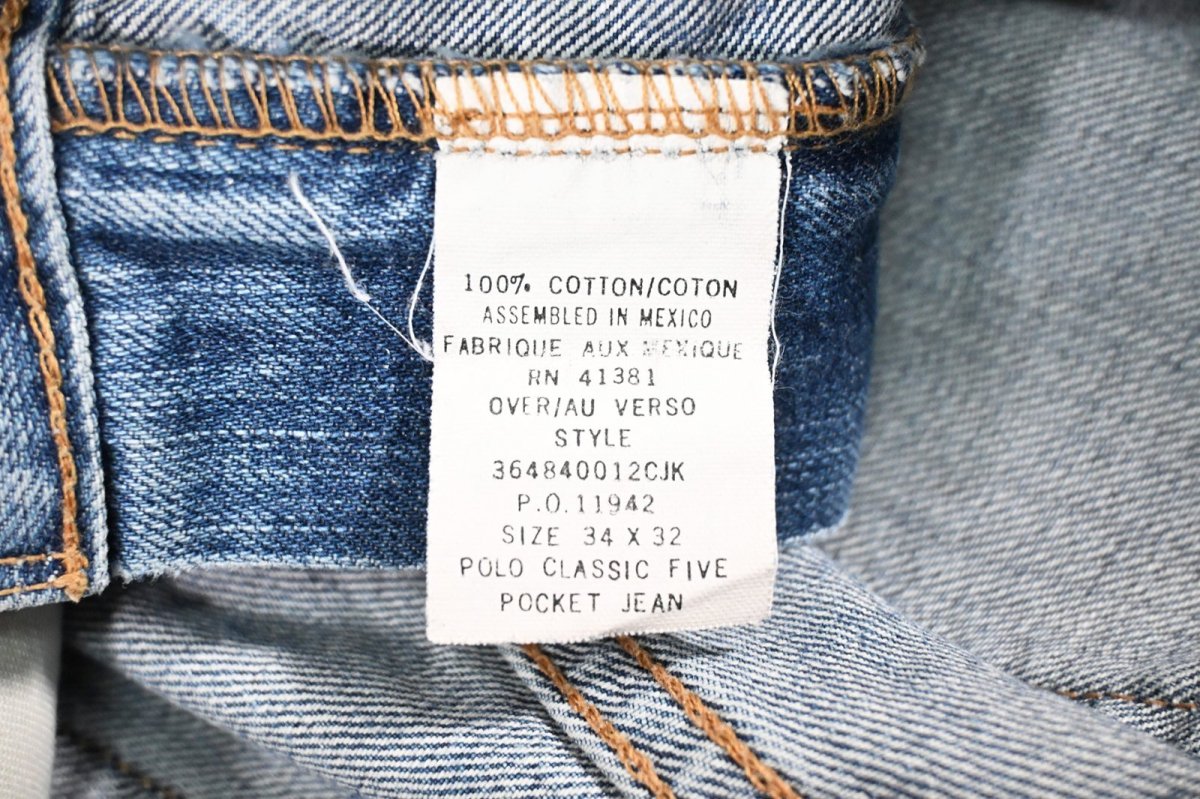 100% COTTON/COTON
ASSEMBLED IN MEXICO
FABRIQUE AUX MEXIQUE
RN 41381
OVER/AU VERSO
STYLE
364840012CJK
P.O.11942
SIZE 34 X 32
POLO CLASSIC FIVE
POCKET JEAN